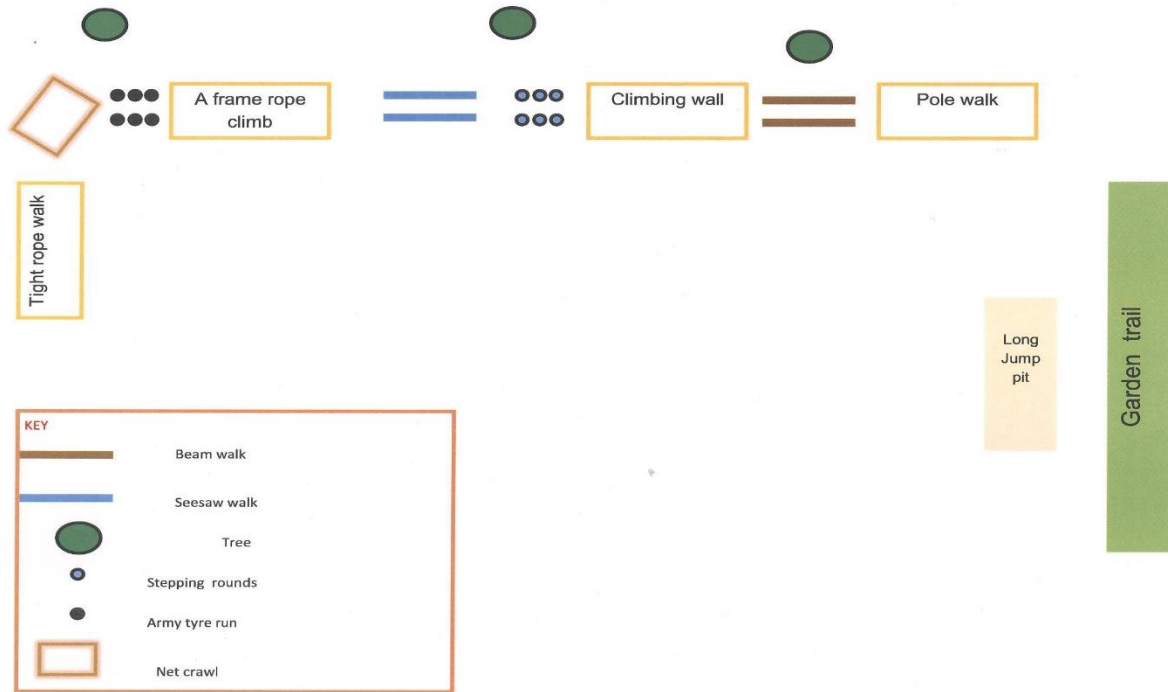 A frame rope
climb
Climbing wall
Pole walk
Tight rope walk
Long
Jump
pit
Garden trail
KEY
Beam walk
Seesaw walk
Tree
Stepping rounds
Army tyre run
Net crawl